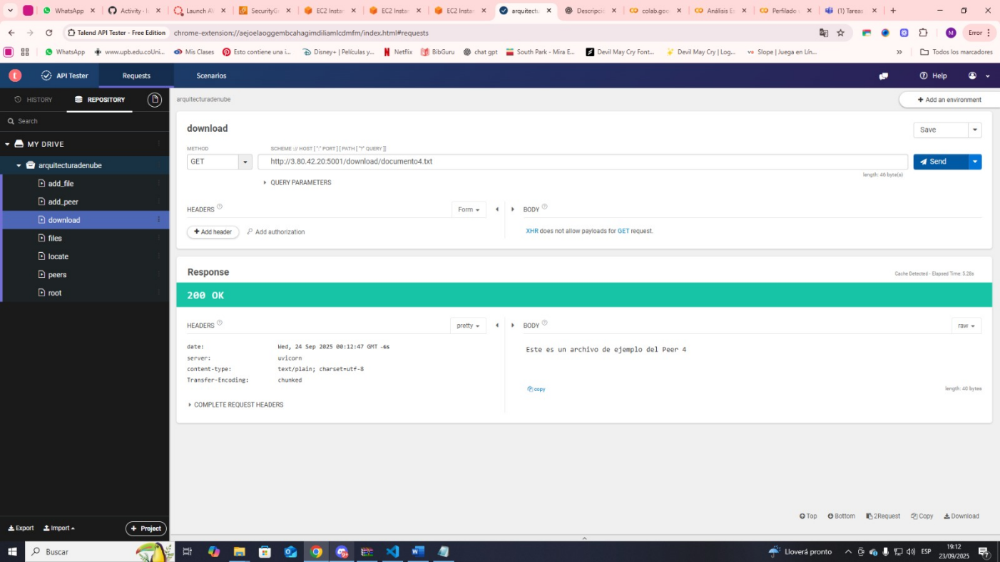 WhatsApp
Activity - I
Launch A
SecurityG
EC2 Instan
EC2 Instan
EC2 Instan
arquitectu
Descripció
colab.goo
Análisis Es
Perfilado
(1) Tareas
Talend API Tester - Free Edition
chrome-extension://aejoelaoggembcahagimdiliamlcdmfm/index.html#requests
M
Error
WhatsApp
www.upb.edu.coUni...
Mis Clases
Esto contiene una i...
Disney+ | Películas y...
Netflix
BibGuru
chat gpt
South Park - Mira E...
Devil May Cry Font...
Devil May Cry | Log...
Slope | Juega en Lín...
»
Todos los marcadores
t
API Tester
Requests
Scenarios
Help
HISTORY
REPOSITORY
arquitecturadenube
+ Add an environment
Search
MY DRIVE
arquitecturadenube
add_file
add_peer
download
files
locate
peers
root
download
Save
METHOD
SCHEME :// HOST [ ":" PORT ] [ PATH [ "?" QUERY ]]
GET
http://3.80.42.20:5001/download/documento4.txt
Send
length: 46 byte(s)
QUERY PARAMETERS
HEADERS
Form
BODY
+ Add header
Add authorization
XHR does not allow payloads for GET request.
Response
Cache Detected - Elapsed Time: 5.28s
200 OK
HEADERS
pretty
BODY
raw
date: Wed, 24 Sep 2025 00:12:47 GMT -6s
server: uvicorn
content-type: text/plain; charset=utf-8
Transfer-Encoding: chunked
Este es un archivo de ejemplo del Peer 4
copy
length: 40 bytes
COMPLETE REQUEST HEADERS
Top
Bottom
2Request
Copy
Download
Export
Import
+ Project
Buscar
Lloverá pronto
ESP
19:12
23/09/2025
7